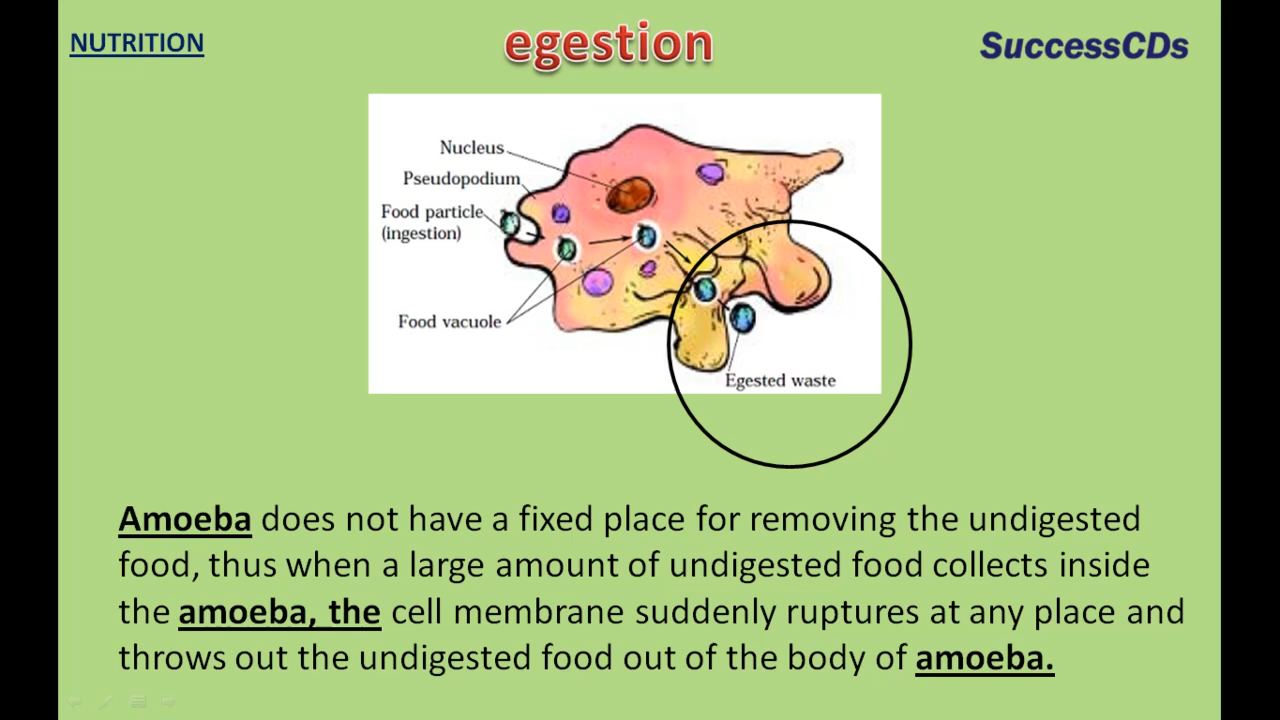 NUTRITION
egestion
SuccessCDs
Nucleus
Pseudopodium
Food particle
(ingestion)
Food vacuole
Egested waste
Amoeba does not have a fixed place for removing the undigested
food, thus when a large amount of undigested food collects inside
the amoeba, the cell membrane suddenly ruptures at any place and
throws out the undigested food out of the body of amoeba.